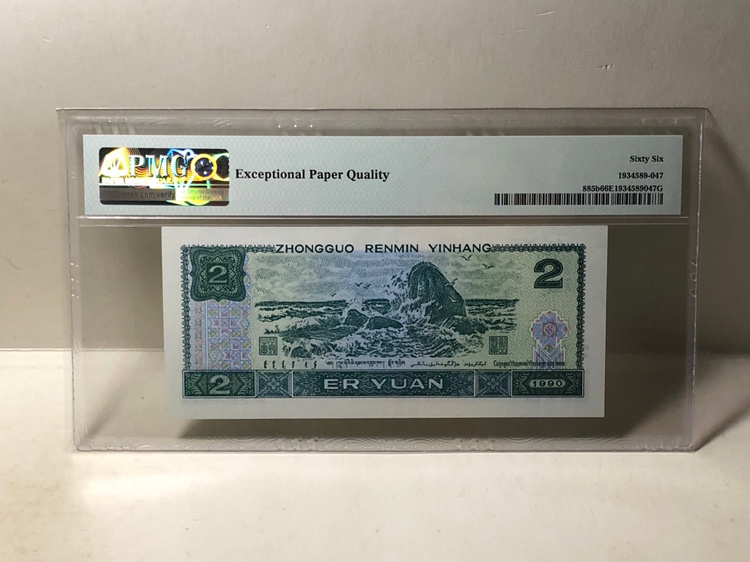 PMG
Exceptional Paper Quality
Sixty Six
1934589-047
885b66E1934589047G
ZHONGGUO RENMIN YINHANG
2
2
2
ER YUAN
1990